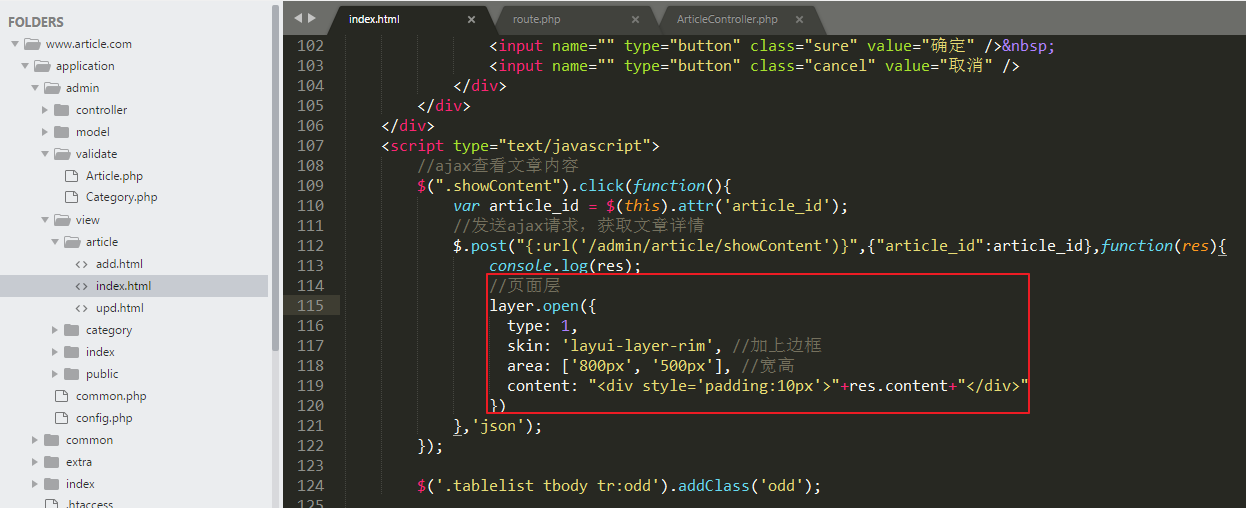 FOLDERS
www.article.com
application
admin
controller
model
validate
Article.php
Category.php
view
article
add.html
index.html
upd.html
category
index
public
common.php
config.php
common
extra
index
.htaccess
index.html ×
route.php ×
ArticleController.php ×
102 <input name="" type="button" class="sure" value="确定" />&nbsp;
103 <input name="" type="button" class="cancel" value="取消" />
104 </div>
105 </div>
106 </div>
107 <script type="text/javascript">
108 //ajax查看文章内容
109 $(".showContent").click(function(){
110 var article_id = $(this).attr('article_id');
111 //发送ajax请求，获取文章详情
112 $.post("{:url('/admin/article/showContent')}",{"article_id":article_id},function(res){
113 console.log(res);
114 //页面层
115 layer.open({
116 type: 1,
117 skin: 'layui-layer-rim', //加上边框
118 area: ['800px', '500px'], //宽高
119 content: "<div style='padding:10px'>"+res.content+"</div>"
120 })
121 },'json');
122 });
123
124 $('.tablelist tbody tr:odd').addClass('odd');
125